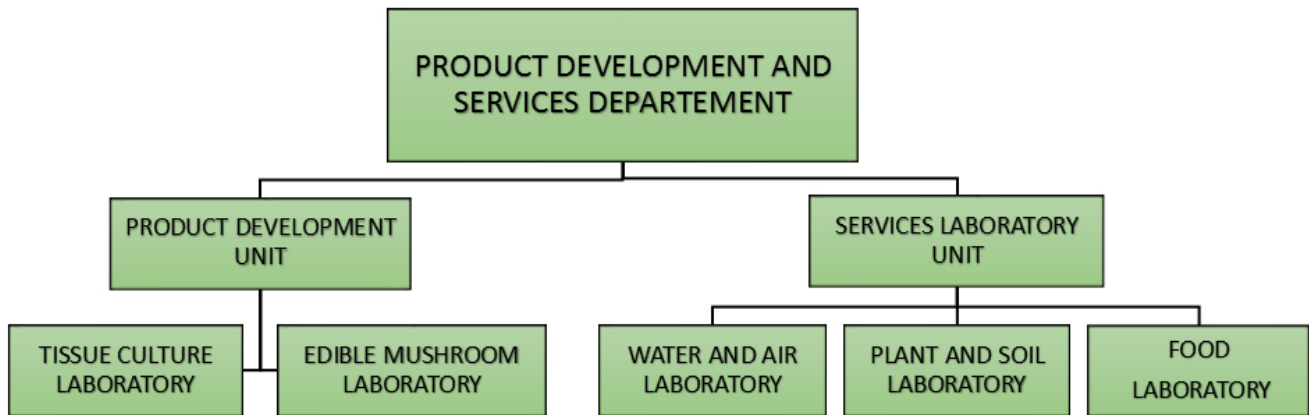 PRODUCT DEVELOPMENT AND
SERVICES DEPARTEMENT
PRODUCT DEVELOPMENT
UNIT
SERVICES LABORATORY
UNIT
TISSUE CULTURE
LABORATORY
EDIBLE MUSHROOM
LABORATORY
WATER AND AIR
LABORATORY
PLANT AND SOIL
LABORATORY
FOOD
LABORATORY